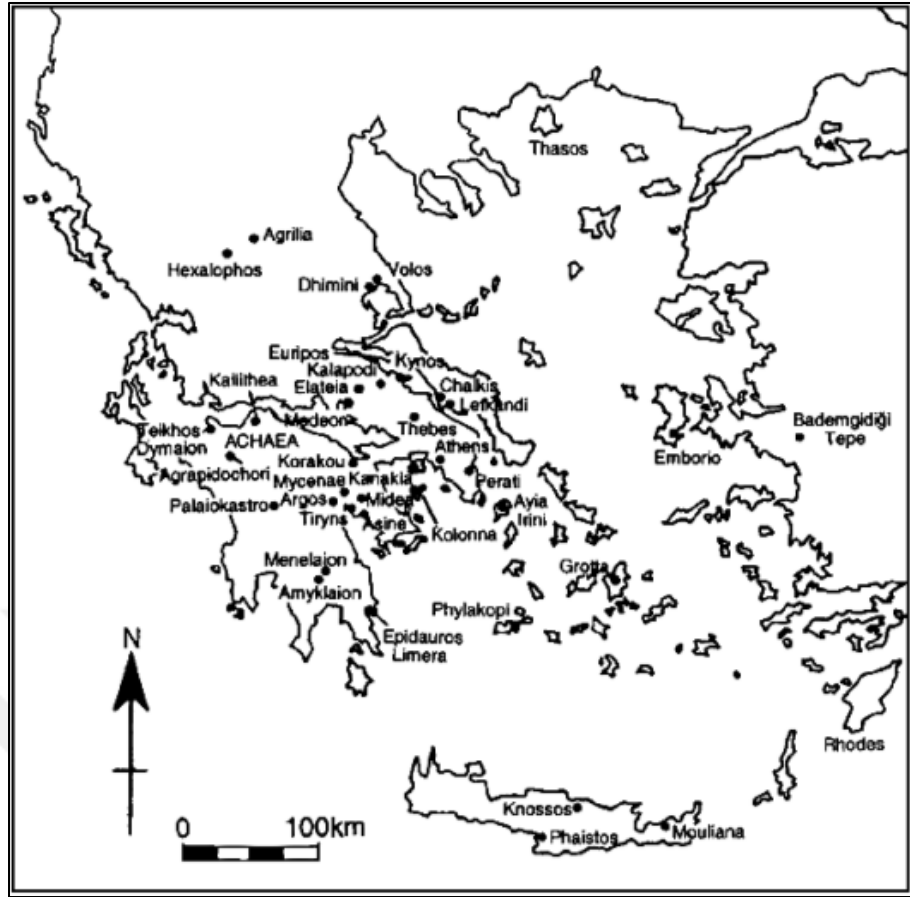 Thasos
Agrilia
Hexalophos
Volos
Dhimini
Euripos
Kynos
Kalapodi
Elateia
Kallithea
Chalkis
Lefkandi
Medeon
Thebes
Teikhos
Dymaion
ACHAEA
Athens
Bademgidiği
Tepe
Emborio
Agrapidochori
Korakou
Perati
Mycenae
Kanakia
Palaiokastro
Argos
Midea
Ayia
Irini
Tiryns
Asine
Kolonna
Menelaion
Grotta
Amyklaion
Phylakopi
Epidauros
Limera
N
Rhodes
0 100km
Knossos
Phaistos
Mouliana